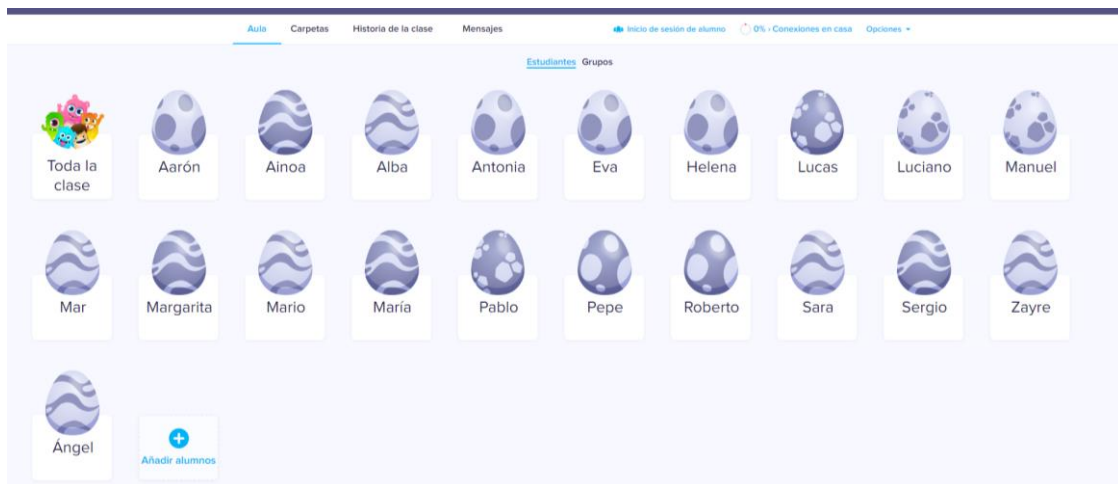 Aula Carpetas Historia de la clase Mensajes Inicio de sesión de alumno 0% · Conexiones en casa Opciones
Estudiantes Grupos
Toda la clase
Aarón
Ainoa
Alba
Antonia
Eva
Helena
Lucas
Luciano
Manuel
Mar
Margarita
Mario
María
Pablo
Pepe
Roberto
Sara
Sergio
Zayre
Ángel
Añadir alumnos